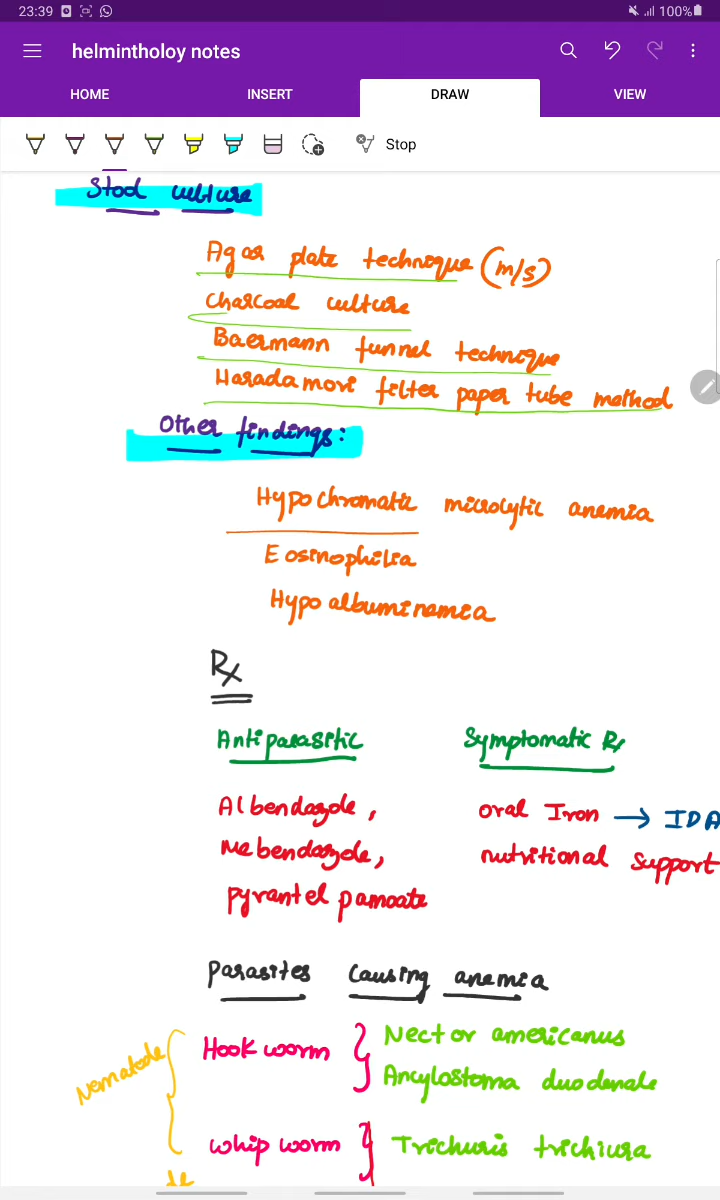 23:39 100%
helmintholoy notes
HOME INSERT DRAW VIEW
Stop
Stool culture
Agar plate technique (m/s)
Charcoal culture
Baermann funnel technique
Harada mori filter paper tube method
Other findings:
Hypochromatic microcytic anemia
Eosinophilia
Hypoalbuminamia
Rx
Antiparasitic Symptomatic Rx
Albendazole, oral Iron → IDA
Mebendazole, nutritional support
pyrantel pamoate
Parasites causing anemia
Nematode
Hook worm } Nector americanus
Ancylostoma duodenale
whip worm } Trichuris trichiura